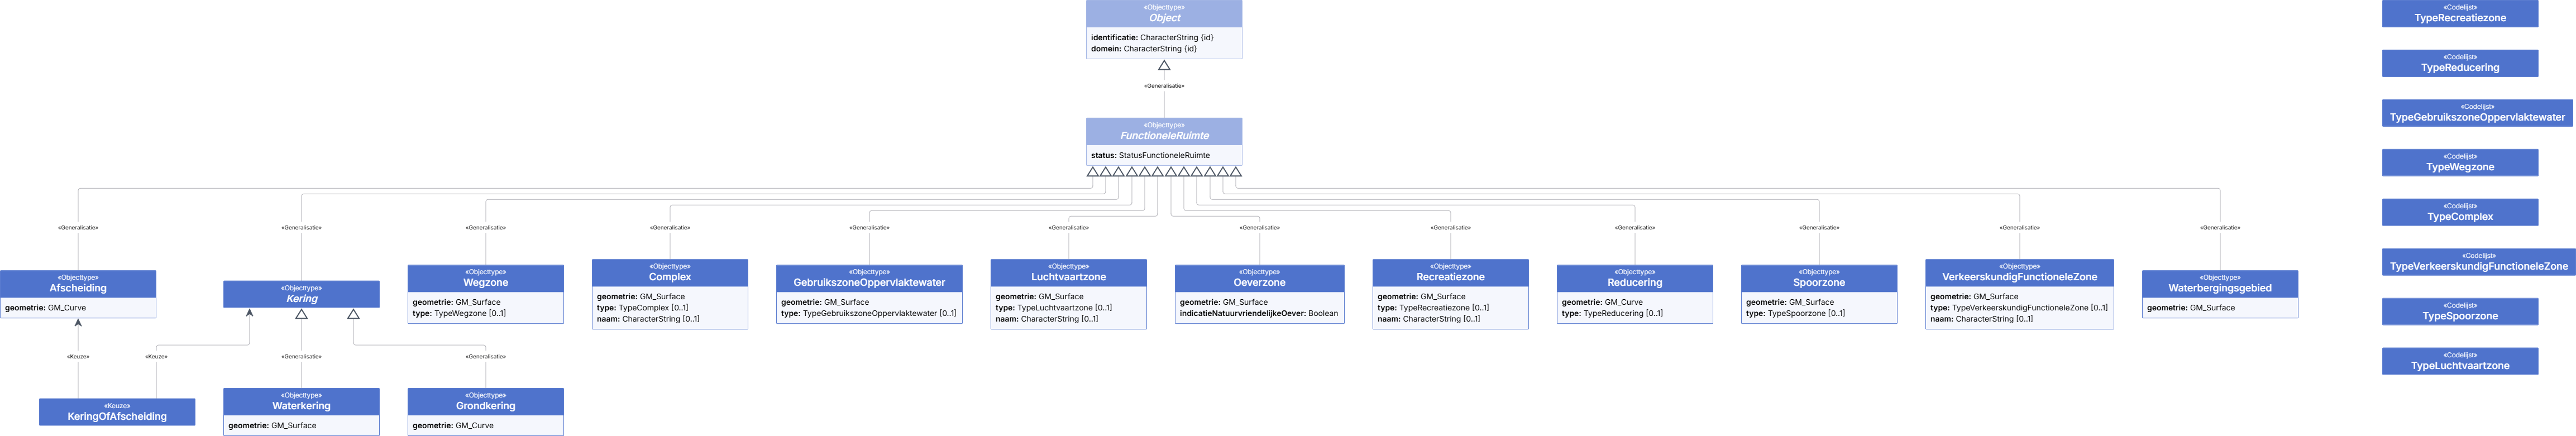 «Objecttype»
Object
identificatie: CharacterString {id}
domein: CharacterString {id}
«Generalisatie»
«Objecttype»
FunctioneleRuimte
status: StatusFunctioneleRuimte
«Generalisatie»
«Generalisatie»
«Generalisatie»
«Generalisatie»
«Generalisatie»
«Generalisatie»
«Generalisatie»
«Generalisatie»
«Generalisatie»
«Generalisatie»
«Generalisatie»
«Generalisatie»
«Objecttype»
Afscheiding
geometrie: GM_Curve
«Objecttype»
Kering
«Objecttype»
Wegzone
geometrie: GM_Surface
type: TypeWegzone [0..1]
«Objecttype»
Complex
geometrie: GM_Surface
type: TypeComplex [0..1]
naam: CharacterString [0..1]
«Objecttype»
GebruikszoneOppervlaktewater
geometrie: GM_Surface
type: TypeGebruikszoneOppervlaktewater [0..1]
«Objecttype»
Luchtvaartzone
geometrie: GM_Surface
type: TypeLuchtvaartzone [0..1]
naam: CharacterString [0..1]
«Objecttype»
Oeverzone
geometrie: GM_Surface
indicatieNatuurvriendelijkeOever: Boolean
«Objecttype»
Recreatiezone
geometrie: GM_Surface
type: TypeRecreatiezone [0..1]
naam: CharacterString [0..1]
«Objecttype»
Reducering
geometrie: GM_Curve
type: TypeReducering [0..1]
«Objecttype»
Spoorzone
geometrie: GM_Surface
type: TypeSpoorzone [0..1]
«Objecttype»
VerkeerskundigFunctioneleZone
geometrie: GM_Surface
type: TypeVerkeerskundigFunctioneleZone [0..1]
naam: CharacterString [0..1]
«Objecttype»
Waterbergingsgebied
geometrie: GM_Surface
«Keuze»
«Keuze»
«Generalisatie»
«Generalisatie»
«Keuze»
KeringOfAfscheiding
«Objecttype»
Waterkering
geometrie: GM_Surface
«Objecttype»
Grondkering
geometrie: GM_Curve
«Codelijst»
TypeRecreatiezone
«Codelijst»
TypeReducering
«Codelijst»
TypeGebruikszoneOppervlaktewater
«Codelijst»
TypeWegzone
«Codelijst»
TypeComplex
«Codelijst»
TypeVerkeerskundigFunctioneleZone
«Codelijst»
TypeSpoorzone
«Codelijst»
TypeLuchtvaartzone